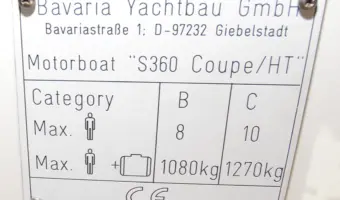 Bavaria Yachtbau GmbH
Bavariastraße 1; D-97232 Giebelstadt
Motorboat "S360 Coupe/HT"
Category B C
Max. 8 10
Max. + 1080kg 1270kg
CE